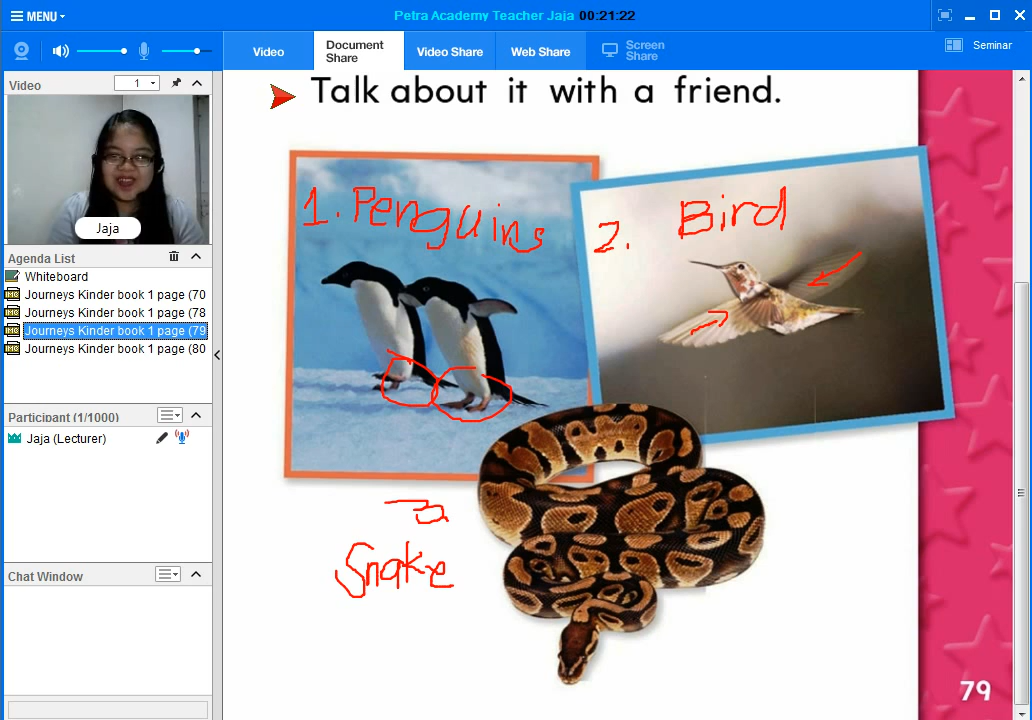 MENU
Petra Academy Teacher Jaja 00:21:22
Video
Document Share
Video Share
Web Share
Screen Share
Seminar
Video
1
Jaja
Agenda List
Whiteboard
Journeys Kinder book 1 page (70
Journeys Kinder book 1 page (78
Journeys Kinder book 1 page (79
Journeys Kinder book 1 page (80
Participant (1/1000)
Jaja (Lecturer)
Chat Window
Talk about it with a friend.
1. Penguins
2. Bird
3
Snake
79